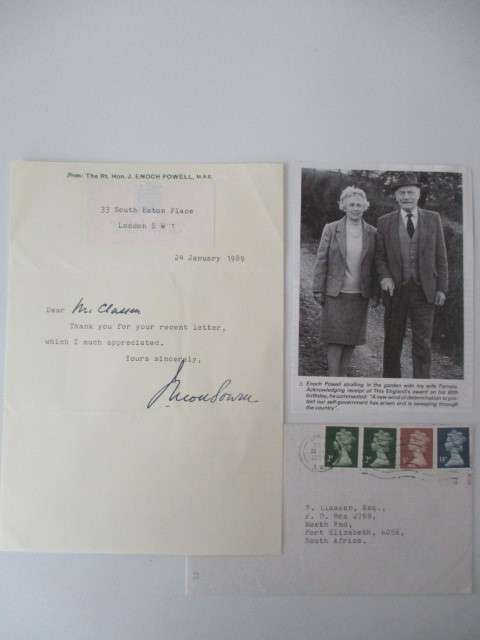 From: The Rt. Hon. J. ENOCH POWELL, M.B.E.
33 South Eaton Place
London S W 1
24 January 1989
Dear Mr Claasen
Thank you for your recent letter,
which I much appreciated.
Yours sincerely,
J. Enoch Powell
Enoch Powell strolling in the garden with his wife Pamela.
Acknowledging receipt of This England's award on his
birthday, he commented: "A new wind of determination to
our self-government has arisen and is sweeping through
the country".
Esq.,
P. O. Box 2789,
North End,
Port Elizabeth, 6056,
South Africa.